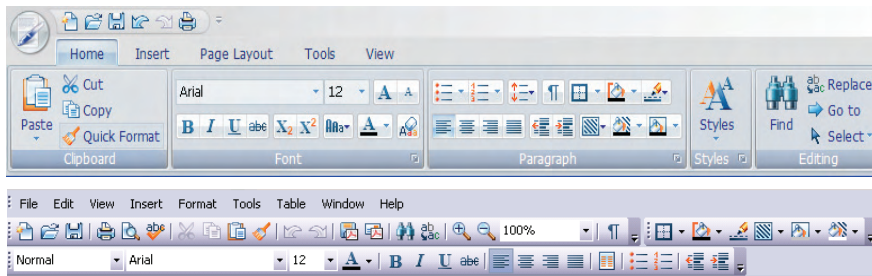 Home Insert Page Layout Tools View
Cut
Copy
Paste
Quick Format
Clipboard
Arial 12 A A
B I U abe X2 X2 A
Font
Paragraph
Styles
Styles
Find
Replace
Go to
Select
Editing
File Edit View Insert Format Tools Table Window Help
100%
Normal Arial 12 A B I U abe